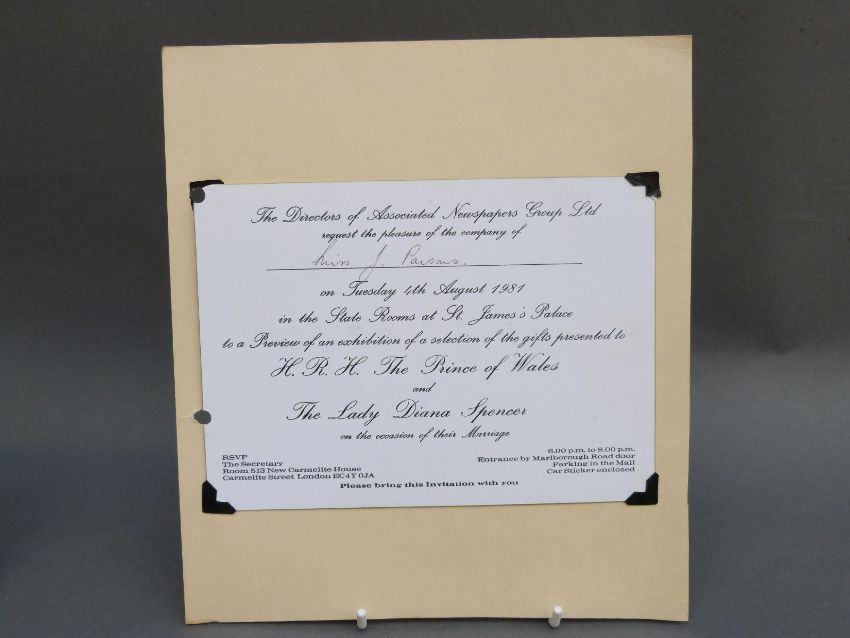 The Directors of Associated Newspapers Group Ltd
request the pleasure of the company of
Miss J. Parsons.
on Tuesday 4th August 1981
in the State Rooms at St. James's Palace
to a Preview of an exhibition of a selection of the gifts presented to
H. R. H. The Prince of Wales
and
The Lady Diana Spencer
on the occasion of their Marriage
RSVP
The Secretary
Room 513 New Carmelite House
Carmelite Street London EC4Y 0JA
6.00 p.m. to 8.00 p.m.
Entrance by Marlborough Road door
Parking in the Mall
Car Sticker enclosed
Please bring this Invitation with you